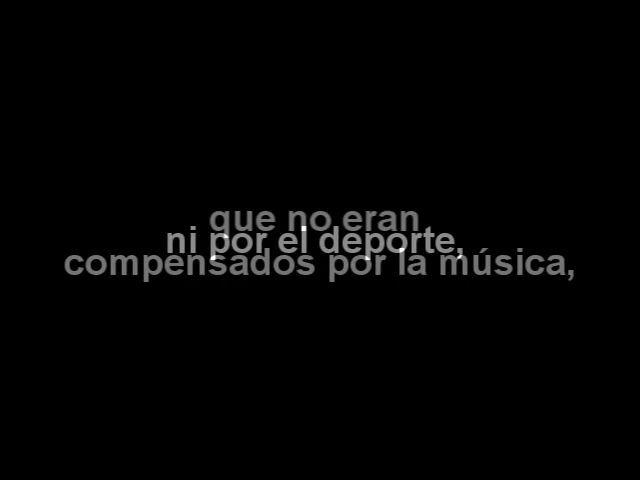 que no eran
ni por el deporte,
compensados por la música,